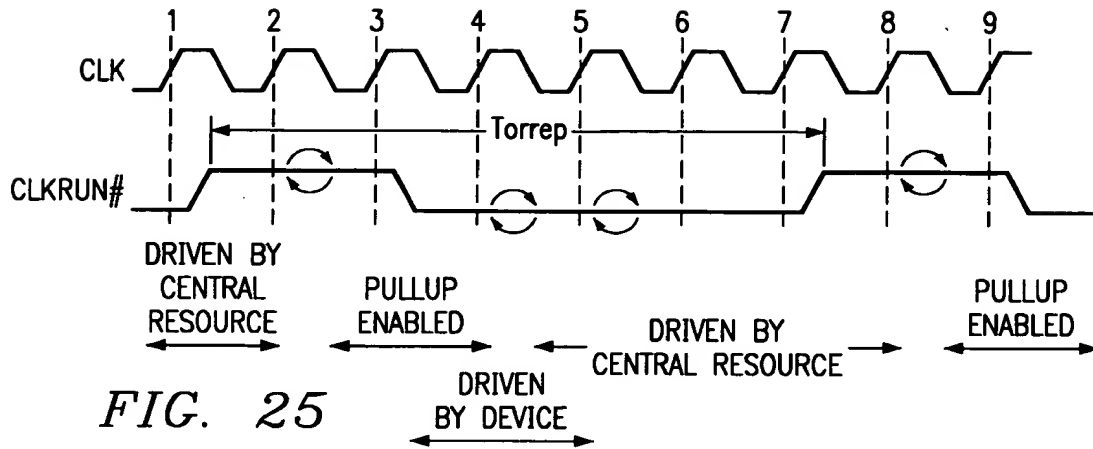 1 2 3 4 5 6 7 8 9
CLK
Torrep
CLKRUN#
DRIVEN BY
CENTRAL
RESOURCE
PULLUP
ENABLED
DRIVEN
BY DEVICE
DRIVEN BY
CENTRAL RESOURCE
PULLUP
ENABLED
FIG. 25